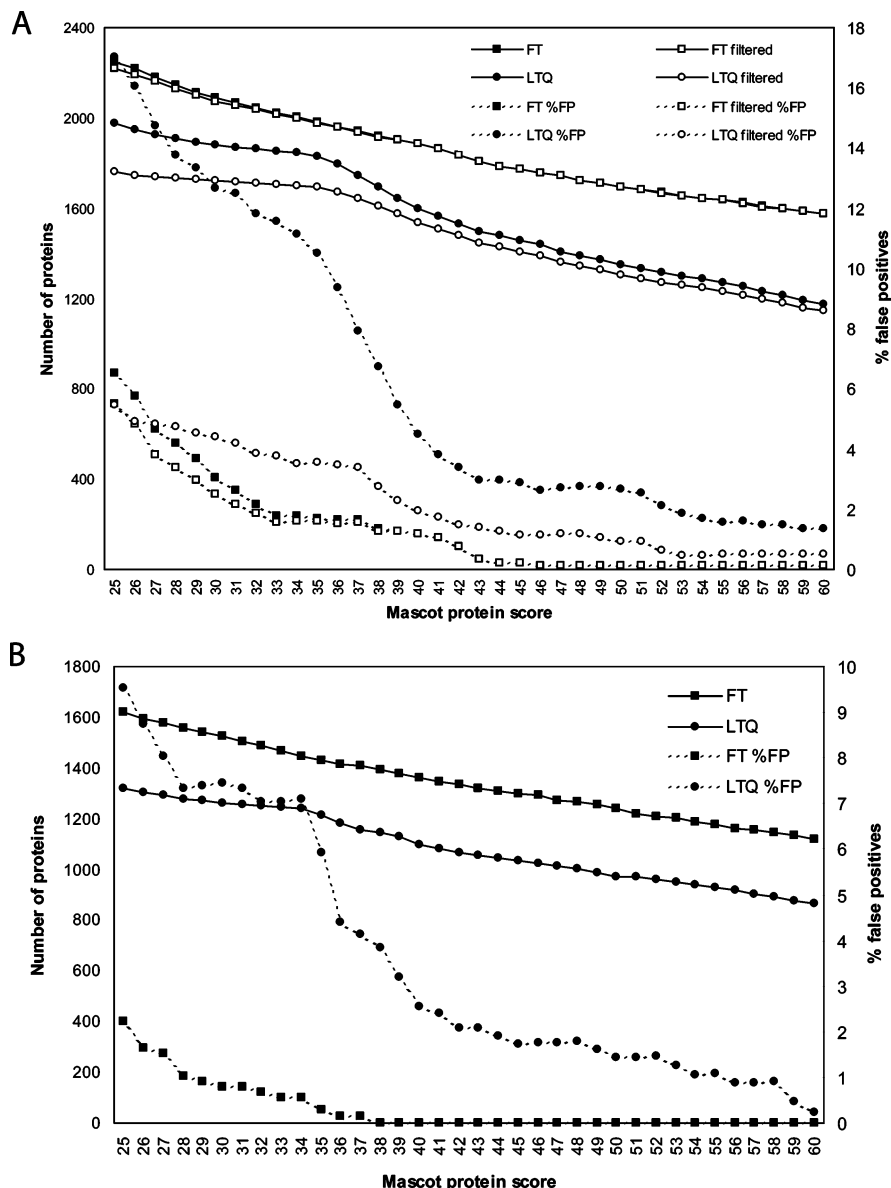 A
2400
2000
1600
1200
800
400
0
Number of proteins
18
16
14
12
10
8
6
4
2
0
% false positives
FT
FT filtered
LTQ
LTQ filtered
FT %FP
FT filtered %FP
LTQ %FP
LTQ filtered %FP
25 26 27 28 29 30 31 32 33 34 35 36 37 38 39 40 41 42 43 44 45 46 47 48 49 50 51 52 53 54 55 56 57 58 59 60
Mascot protein score
B
1800
1600
1400
1200
1000
800
600
400
200
0
Number of proteins
10
9
8
7
6
5
4
3
2
1
0
% false positives
FT
LTQ
FT %FP
LTQ %FP
25 26 27 28 29 30 31 32 33 34 35 36 37 38 39 40 41 42 43 44 45 46 47 48 49 50 51 52 53 54 55 56 57 58 59 60
Mascot protein score